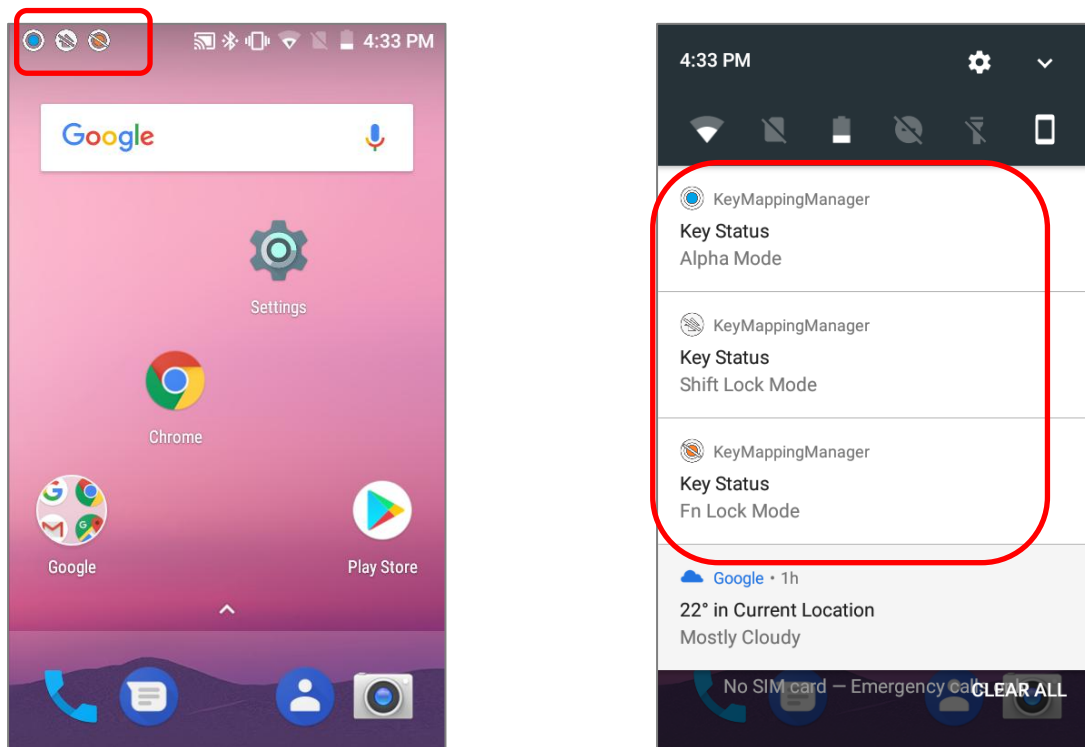 4:33 PM
Google
Settings
Chrome
Google
Play Store
4:33 PM
KeyMappingManager
Key Status
Alpha Mode
KeyMappingManager
Key Status
Shift Lock Mode
KeyMappingManager
Key Status
Fn Lock Mode
Google • 1h
22° in Current Location
Mostly Cloudy
No SIM card — Emergency calls
CLEAR ALL